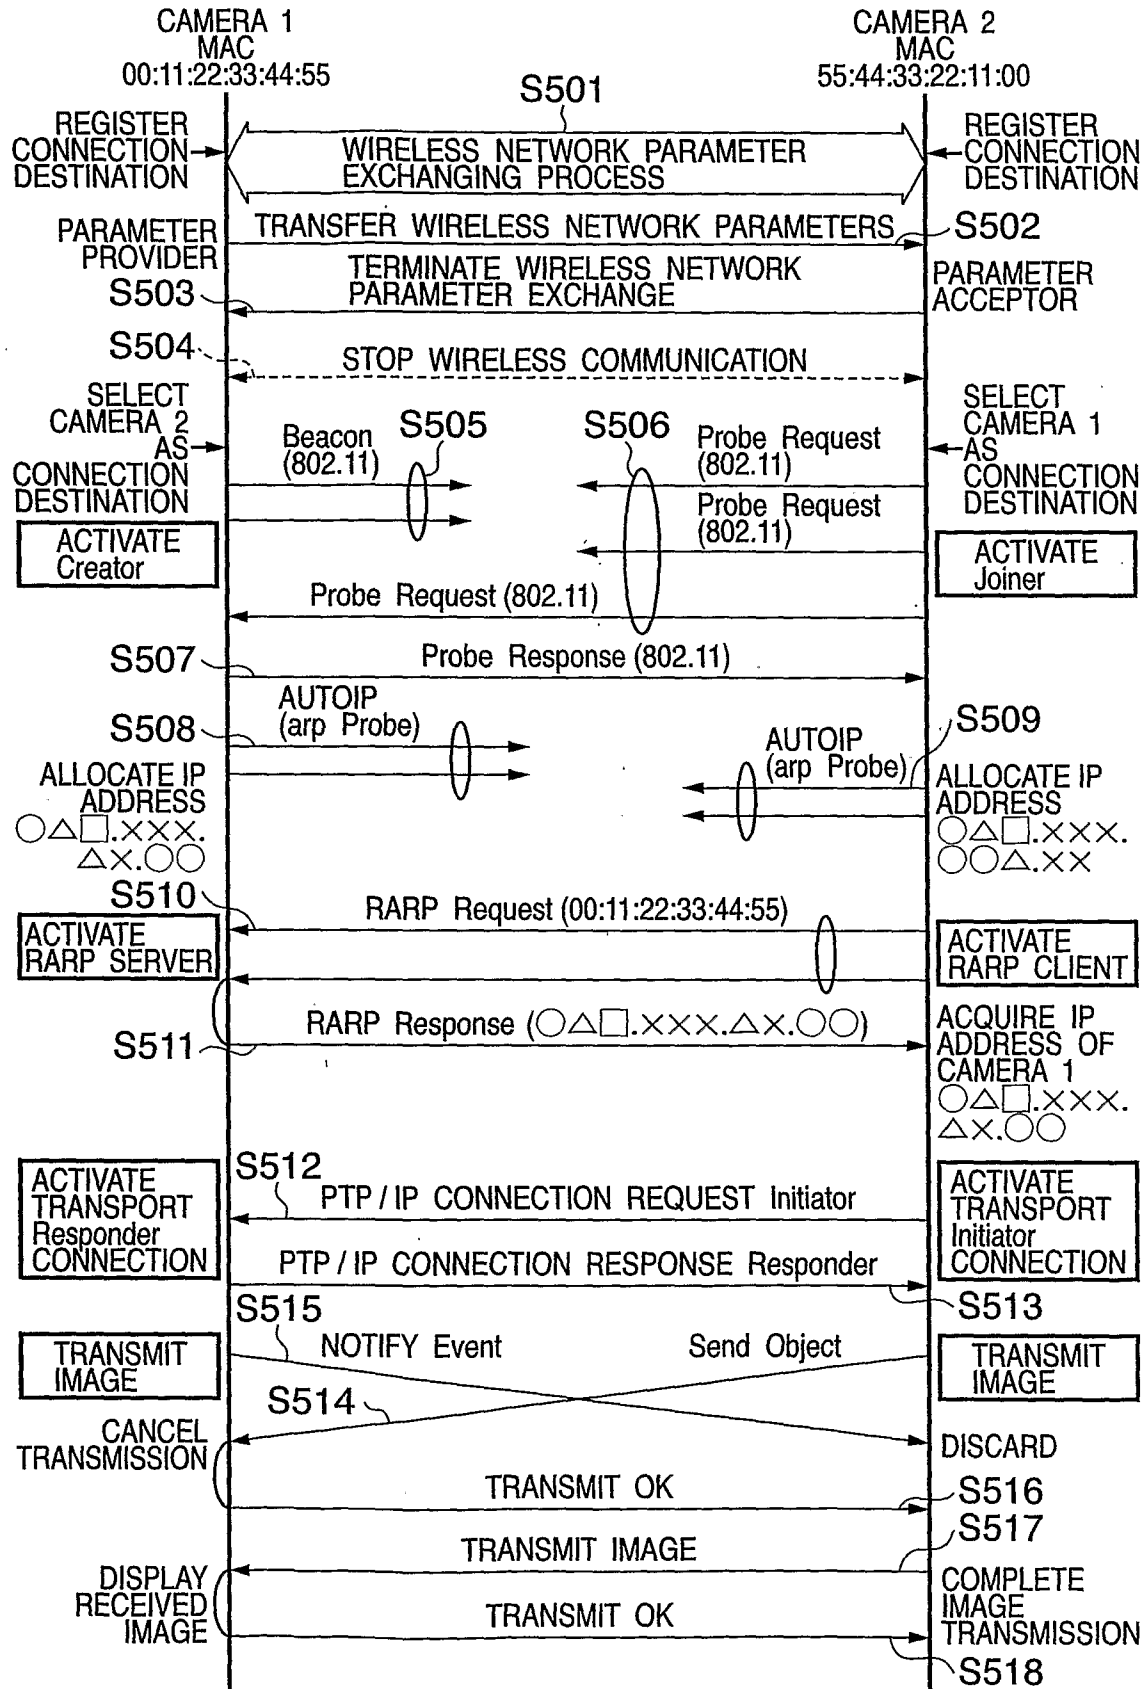 CAMERA 1
MAC
00:11:22:33:44:55
CAMERA 2
MAC
55:44:33:22:11:00
S501
REGISTER
CONNECTION
DESTINATION
WIRELESS NETWORK PARAMETER
EXCHANGING PROCESS
REGISTER
CONNECTION
DESTINATION
PARAMETER
PROVIDER
TRANSFER WIRELESS NETWORK PARAMETERS
S502
S503
TERMINATE WIRELESS NETWORK
PARAMETER EXCHANGE
PARAMETER
ACCEPTOR
S504
STOP WIRELESS COMMUNICATION
SELECT
CAMERA 2
AS
CONNECTION
DESTINATION
Beacon
(802.11)
S505
S506
Probe Request
(802.11)
Probe Request
(802.11)
SELECT
CAMERA 1
AS
CONNECTION
DESTINATION
ACTIVATE
Creator
ACTIVATE
Joiner
Probe Request (802.11)
S507
Probe Response (802.11)
S508
AUTOIP
(arp Probe)
S509
AUTOIP
(arp Probe)
ALLOCATE IP
ADDRESS
○△□.×××.
△×.○○
ALLOCATE IP
ADDRESS
○△□.×××.
○○△.××
S510
RARP Request (00:11:22:33:44:55)
ACTIVATE
RARP SERVER
ACTIVATE
RARP CLIENT
S511
RARP Response (○△□.×××.△×.○○)
ACQUIRE IP
ADDRESS OF
CAMERA 1
○△□.×××.
△×.○○
S512
ACTIVATE
TRANSPORT
Responder
CONNECTION
PTP / IP CONNECTION REQUEST Initiator
ACTIVATE
TRANSPORT
Initiator
CONNECTION
PTP / IP CONNECTION RESPONSE Responder
S513
S515
TRANSMIT
IMAGE
NOTIFY Event
Send Object
TRANSMIT
IMAGE
S514
CANCEL
TRANSMISSION
DISCARD
TRANSMIT OK
S516
S517
TRANSMIT IMAGE
DISPLAY
RECEIVED
IMAGE
TRANSMIT OK
COMPLETE
IMAGE
TRANSMISSION
S518